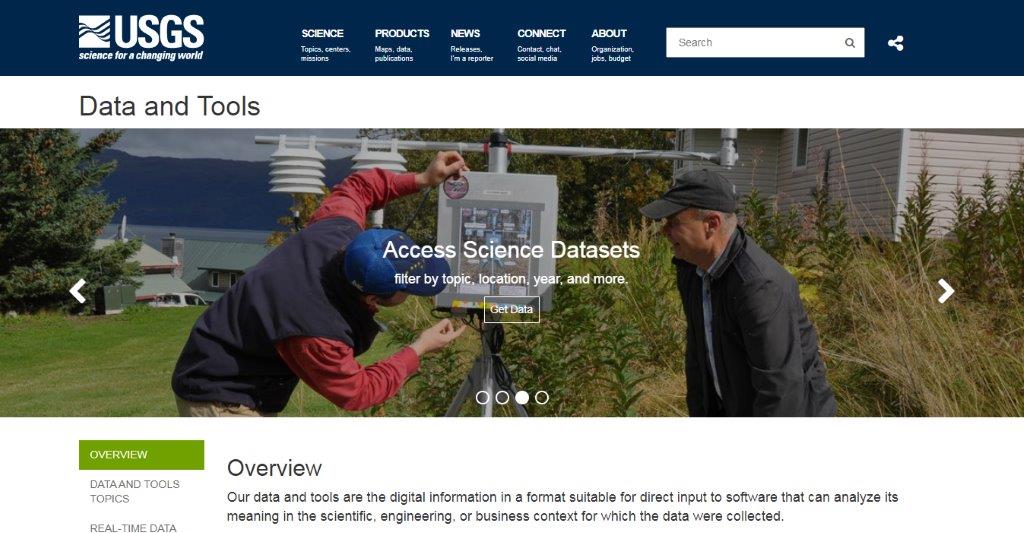 USGS
science for a changing world
SCIENCE
Topics, centers,
missions
PRODUCTS
Maps, data,
publications
NEWS
Releases,
I'm a reporter
CONNECT
Contact, chat,
social media
ABOUT
Organization,
jobs, budget
Search
Data and Tools
Access Science Datasets
filter by topic, location, year, and more.
Get Data
OVERVIEW
DATA AND TOOLS
TOPICS
REAL-TIME DATA
Overview
Our data and tools are the digital information in a format suitable for direct input to software that can analyze its
meaning in the scientific, engineering, or business context for which the data were collected.